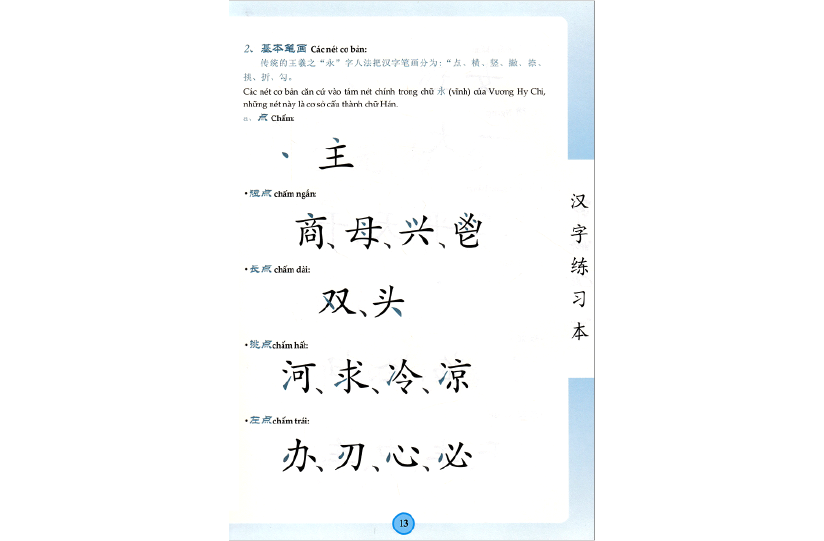 2、基本笔画 Các nét cơ bản:
传统的王羲之“永”字人法把汉字笔画分为：“点、横、竖、撇、捺、
挑、折、勾。
Các nét cơ bản căn cứ vào tám nét chính trong chữ 永 (vĩnh) của Vương Hy Chi,
những nét này là cơ sở cấu thành chữ Hán.
a、点 Chấm:
丶 主
•短点 chấm ngắn:
商、母、兴、鬯
•长点 chấm dài:
双、头
•挑点 chấm hất:
河、求、冷、凉
•左点 chấm trái:
办、刃、心、必
13
汉字练习本